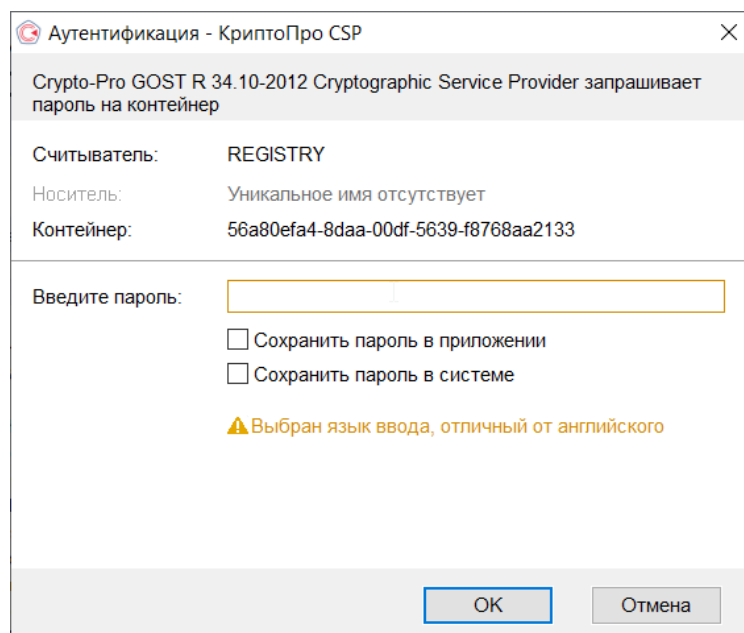 Аутентификация - КриптоПро CSP
Crypto-Pro GOST R 34.10-2012 Cryptographic Service Provider запрашивает
пароль на контейнер
Считыватель: REGISTRY
Носитель: Уникальное имя отсутствует
Контейнер: 56a80efa4-8daa-00df-5639-f8768aa2133
Введите пароль:
Сохранить пароль в приложении
Сохранить пароль в системе
Выбран язык ввода, отличный от английского
OK Отмена